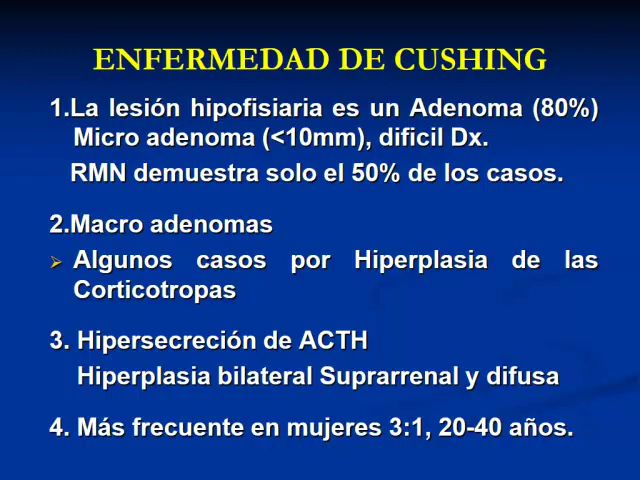 ENFERMEDAD DE CUSHING
1.La lesión hipofisiaria es un Adenoma (80%)
Micro adenoma (<10mm), dificil Dx.
RMN demuestra solo el 50% de los casos.
2.Macro adenomas
Algunos casos por Hiperplasia de las
Corticotropas
3. Hipersecreción de ACTH
Hiperplasia bilateral Suprarrenal y difusa
4. Más frecuente en mujeres 3:1, 20-40 años.